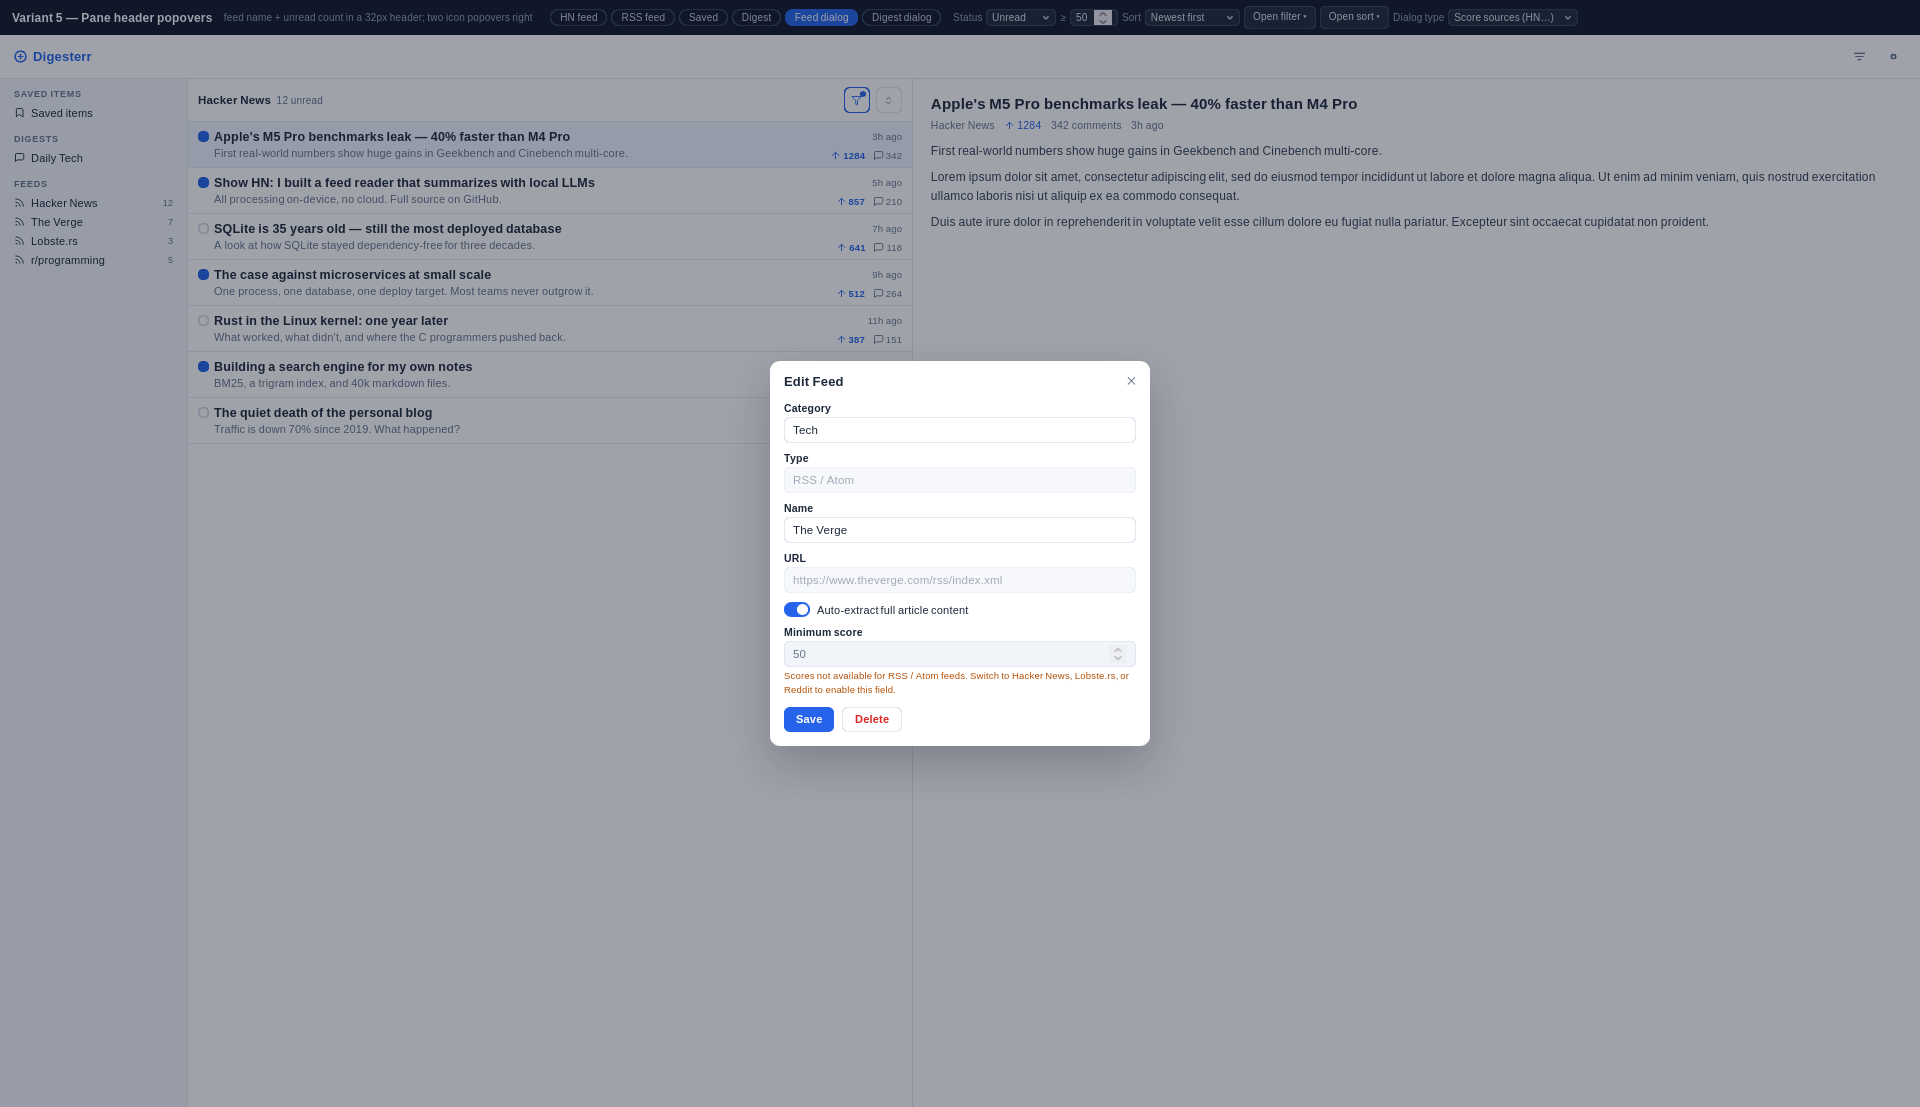 Variant 5 — Pane header popovers feed name + unread count in a 32px header; two icon popovers right HN feed RSS feed Saved Digest Feed dialog Digest dialog Status Unread ≥ 50 Sort Newest first Open filter ▾ Open sort ▾ Dialog type Score sources (HN…)
Digesterr
SAVED ITEMS
Saved items
DIGESTS
Daily Tech
FEEDS
Hacker News 12
The Verge 7
Lobste.rs 3
r/programming 5
Hacker News 12 unread
Apple's M5 Pro benchmarks leak — 40% faster than M4 Pro 3h ago
First real-world numbers show huge gains in Geekbench and Cinebench multi-core. 1284 342
Show HN: I built a feed reader that summarizes with local LLMs 5h ago
All processing on-device, no cloud. Full source on GitHub. 857 210
SQLite is 35 years old — still the most deployed database 7h ago
A look at how SQLite stayed dependency-free for three decades. 641 118
The case against microservices at small scale 9h ago
One process, one database, one deploy target. Most teams never outgrow it. 512 264
Rust in the Linux kernel: one year later 11h ago
What worked, what didn't, and where the C programmers pushed back. 387 151
Building a search engine for my own notes
BM25, a trigram index, and 40k markdown files.
The quiet death of the personal blog
Traffic is down 70% since 2019. What happened?
Apple's M5 Pro benchmarks leak — 40% faster than M4 Pro
Hacker News 1284 342 comments 3h ago
First real-world numbers show huge gains in Geekbench and Cinebench multi-core.
Lorem ipsum dolor sit amet, consectetur adipiscing elit, sed do eiusmod tempor incididunt ut labore et dolore magna aliqua. Ut enim ad minim veniam, quis nostrud exercitation
ullamco laboris nisi ut aliquip ex ea commodo consequat.
Duis aute irure dolor in reprehenderit in voluptate velit esse cillum dolore eu fugiat nulla pariatur. Excepteur sint occaecat cupidatat non proident.
Edit Feed
Category
Tech
Type
RSS / Atom
Name
The Verge
URL
https://www.theverge.com/rss/index.xml
Auto-extract full article content
Minimum score
50
Scores not available for RSS / Atom feeds. Switch to Hacker News, Lobste.rs, or
Reddit to enable this field.
Save Delete